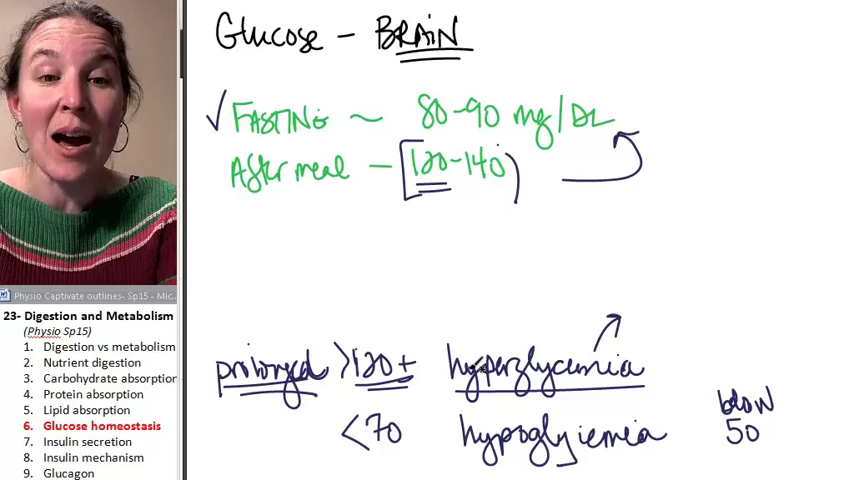 Glucose - BRAIN
✓ FASTING ~ 80-90 mg/DL
After meal - [120-140)
prolonged >120+ hyperglycemia
<70 hypoglyiemia below 50
Physio Captivate outlines- Sp15 - Mic...
23- Digestion and Metabolism
(Physio Sp15)
1. Digestion vs metabolism
2. Nutrient digestion
3. Carbohydrate absorption
4. Protein absorption
5. Lipid absorption
6. Glucose homeostasis
7. Insulin secretion
8. Insulin mechanism
9. Glucagon